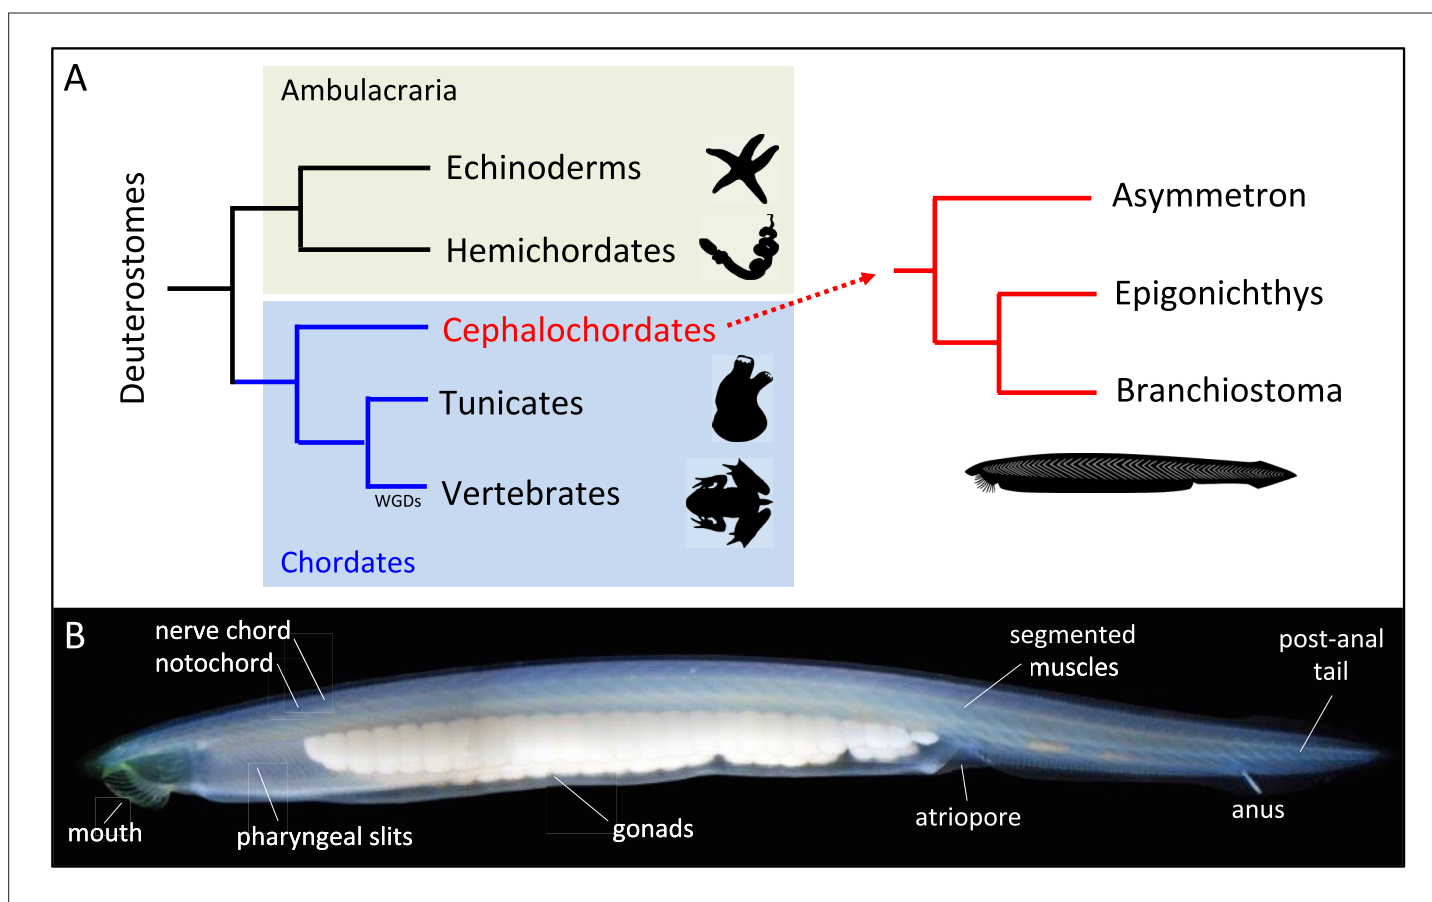 A
Ambulacraria
Deuterostomes
Echinoderms
Hemichordates
Cephalochordates
Tunicates
WGDs
Vertebrates
Chordates
Asymmetron
Epigonichthys
Branchiostoma
B
nerve chord
notochord
segmented
muscles
post-anal
tail
mouth
pharyngeal slits
gonads
atriopore
anus